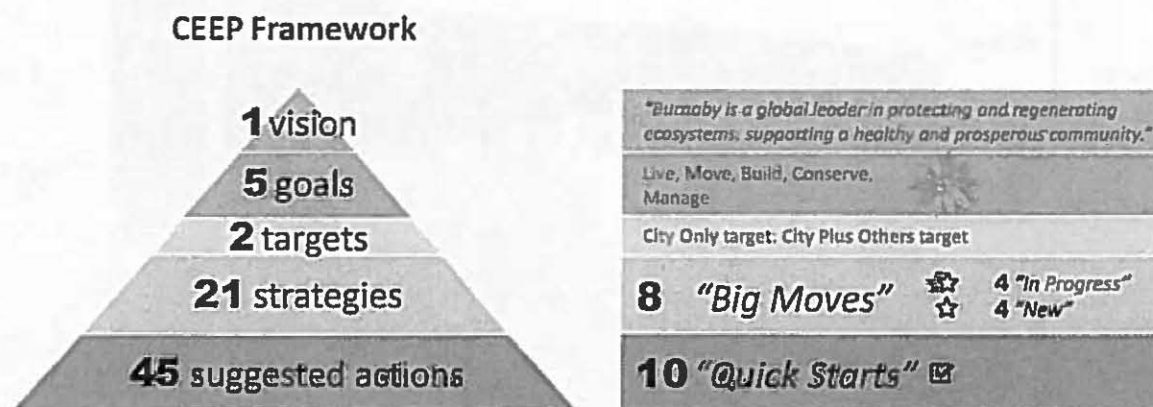 CEEP Framework
1 vision
5 goals
2 targets
21 strategies
45 suggested actions
"Burnaby is a global leader in protecting and regenerating
ecosystems, supporting a healthy and prosperous community."
Live, Move, Build, Conserve,
Manage
City Only target: City Plus Others target
8 "Big Moves" 4 "In Progress"
4 "New"
10 "Quick Starts"